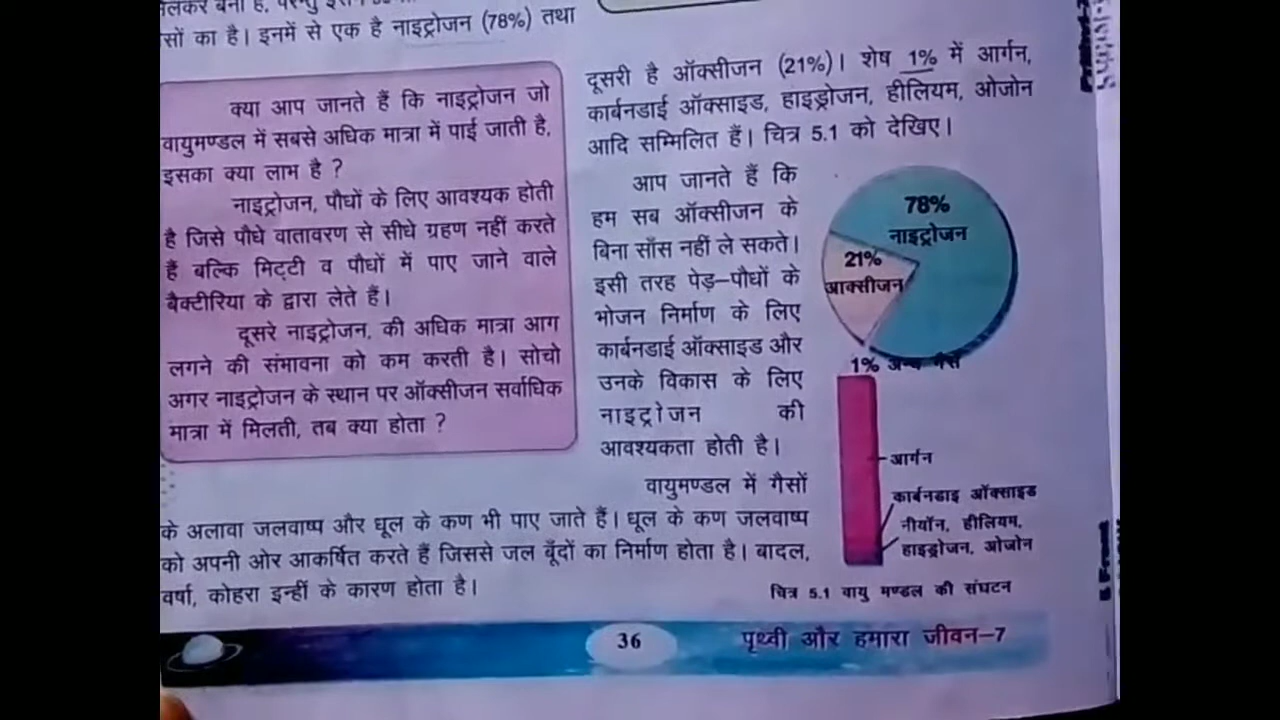 सों का है। इनमें से एक है नाइट्रोजन (78%) तथा
क्या आप जानते हैं कि नाइट्रोजन जो
वायुमण्डल में सबसे अधिक मात्रा में पाई जाती है,
इसका क्या लाभ है ?
नाइट्रोजन, पौधों के लिए आवश्यक होती
है जिसे पौधे वातावरण से सीधे ग्रहण नहीं करते
हैं बल्कि मिट्टी व पौधों में पाए जाने वाले
बैक्टीरिया के द्वारा लेते हैं।
दूसरे नाइट्रोजन, की अधिक मात्रा आग
लगने की संभावना को कम करती है। सोचो
अगर नाइट्रोजन के स्थान पर ऑक्सीजन सर्वाधिक
मात्रा में मिलती, तब क्या होता ?
दूसरी है ऑक्सीजन (21%)। शेष 1% में आर्गन,
कार्बनडाई ऑक्साइड, हाइड्रोजन, हीलियम, ओजोन
आदि सम्मिलित हैं। चित्र 5.1 को देखिए।
आप जानते हैं कि
हम सब ऑक्सीजन के
बिना साँस नहीं ले सकते।
इसी तरह पेड़–पौधों के
भोजन निर्माण के लिए
कार्बनडाई ऑक्साइड और
उनके विकास के लिए
नाइट्रोजन की
आवश्यकता होती है।
78%
नाइट्रोजन
21%
आक्सीजन
1% अन्य गैसें
आर्गन
कार्बनडाइ ऑक्साइड
नीयॉन, हीलियम,
हाइड्रोजन, ओजोन
चित्र 5.1 वायु मण्डल की संघटन
वायुमण्डल में गैसों
के अलावा जलवाष्प और धूल के कण भी पाए जाते हैं। धूल के कण जलवाष्प
को अपनी ओर आकर्षित करते हैं जिससे जल बूँदों का निर्माण होता है। बादल,
वर्षा, कोहरा इन्हीं के कारण होता है।
36
पृथ्वी और हमारा जीवन–7